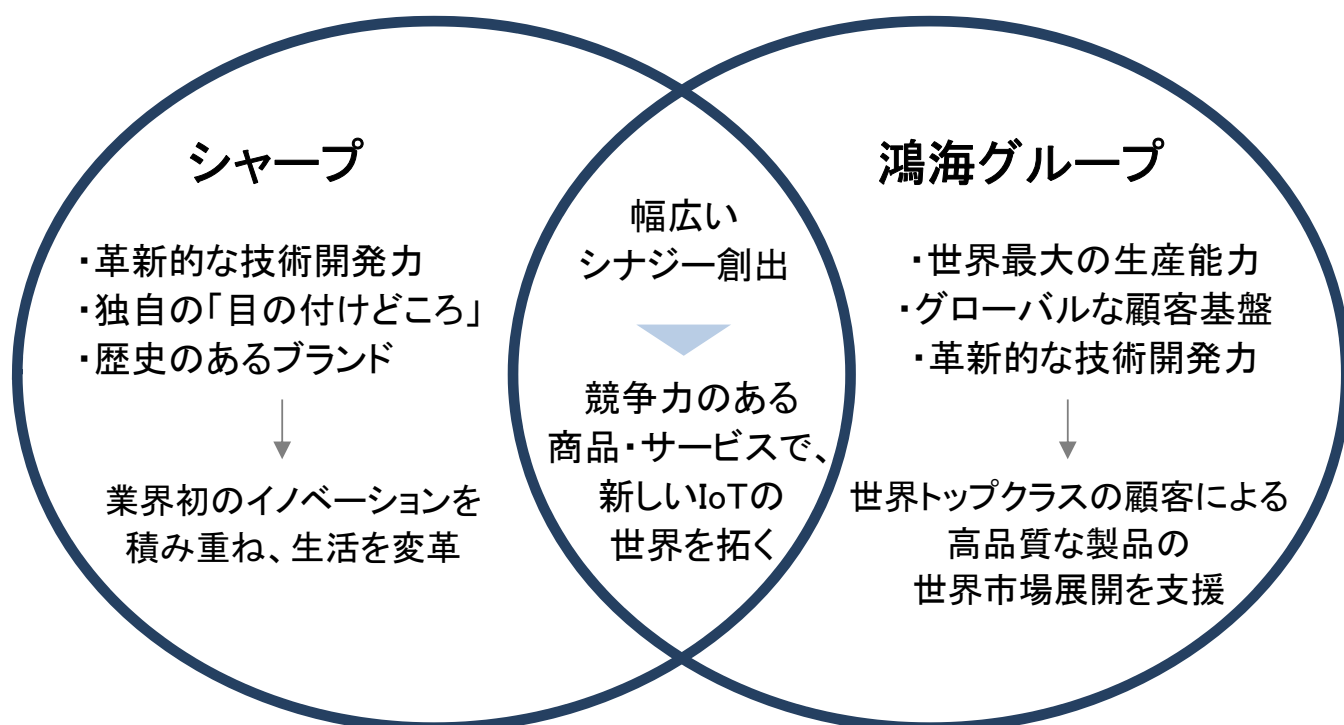 シャープ
・革新的な技術開発力
・独自の「目の付けどころ」
・歴史のあるブランド
業界初のイノベーションを
積み重ね、生活を変革
幅広い
シナジー創出
競争力のある
商品・サービスで、
新しいIoTの
世界を拓く
鴻海グループ
・世界最大の生産能力
・グローバルな顧客基盤
・革新的な技術開発力
世界トップクラスの顧客による
高品質な製品の
世界市場展開を支援